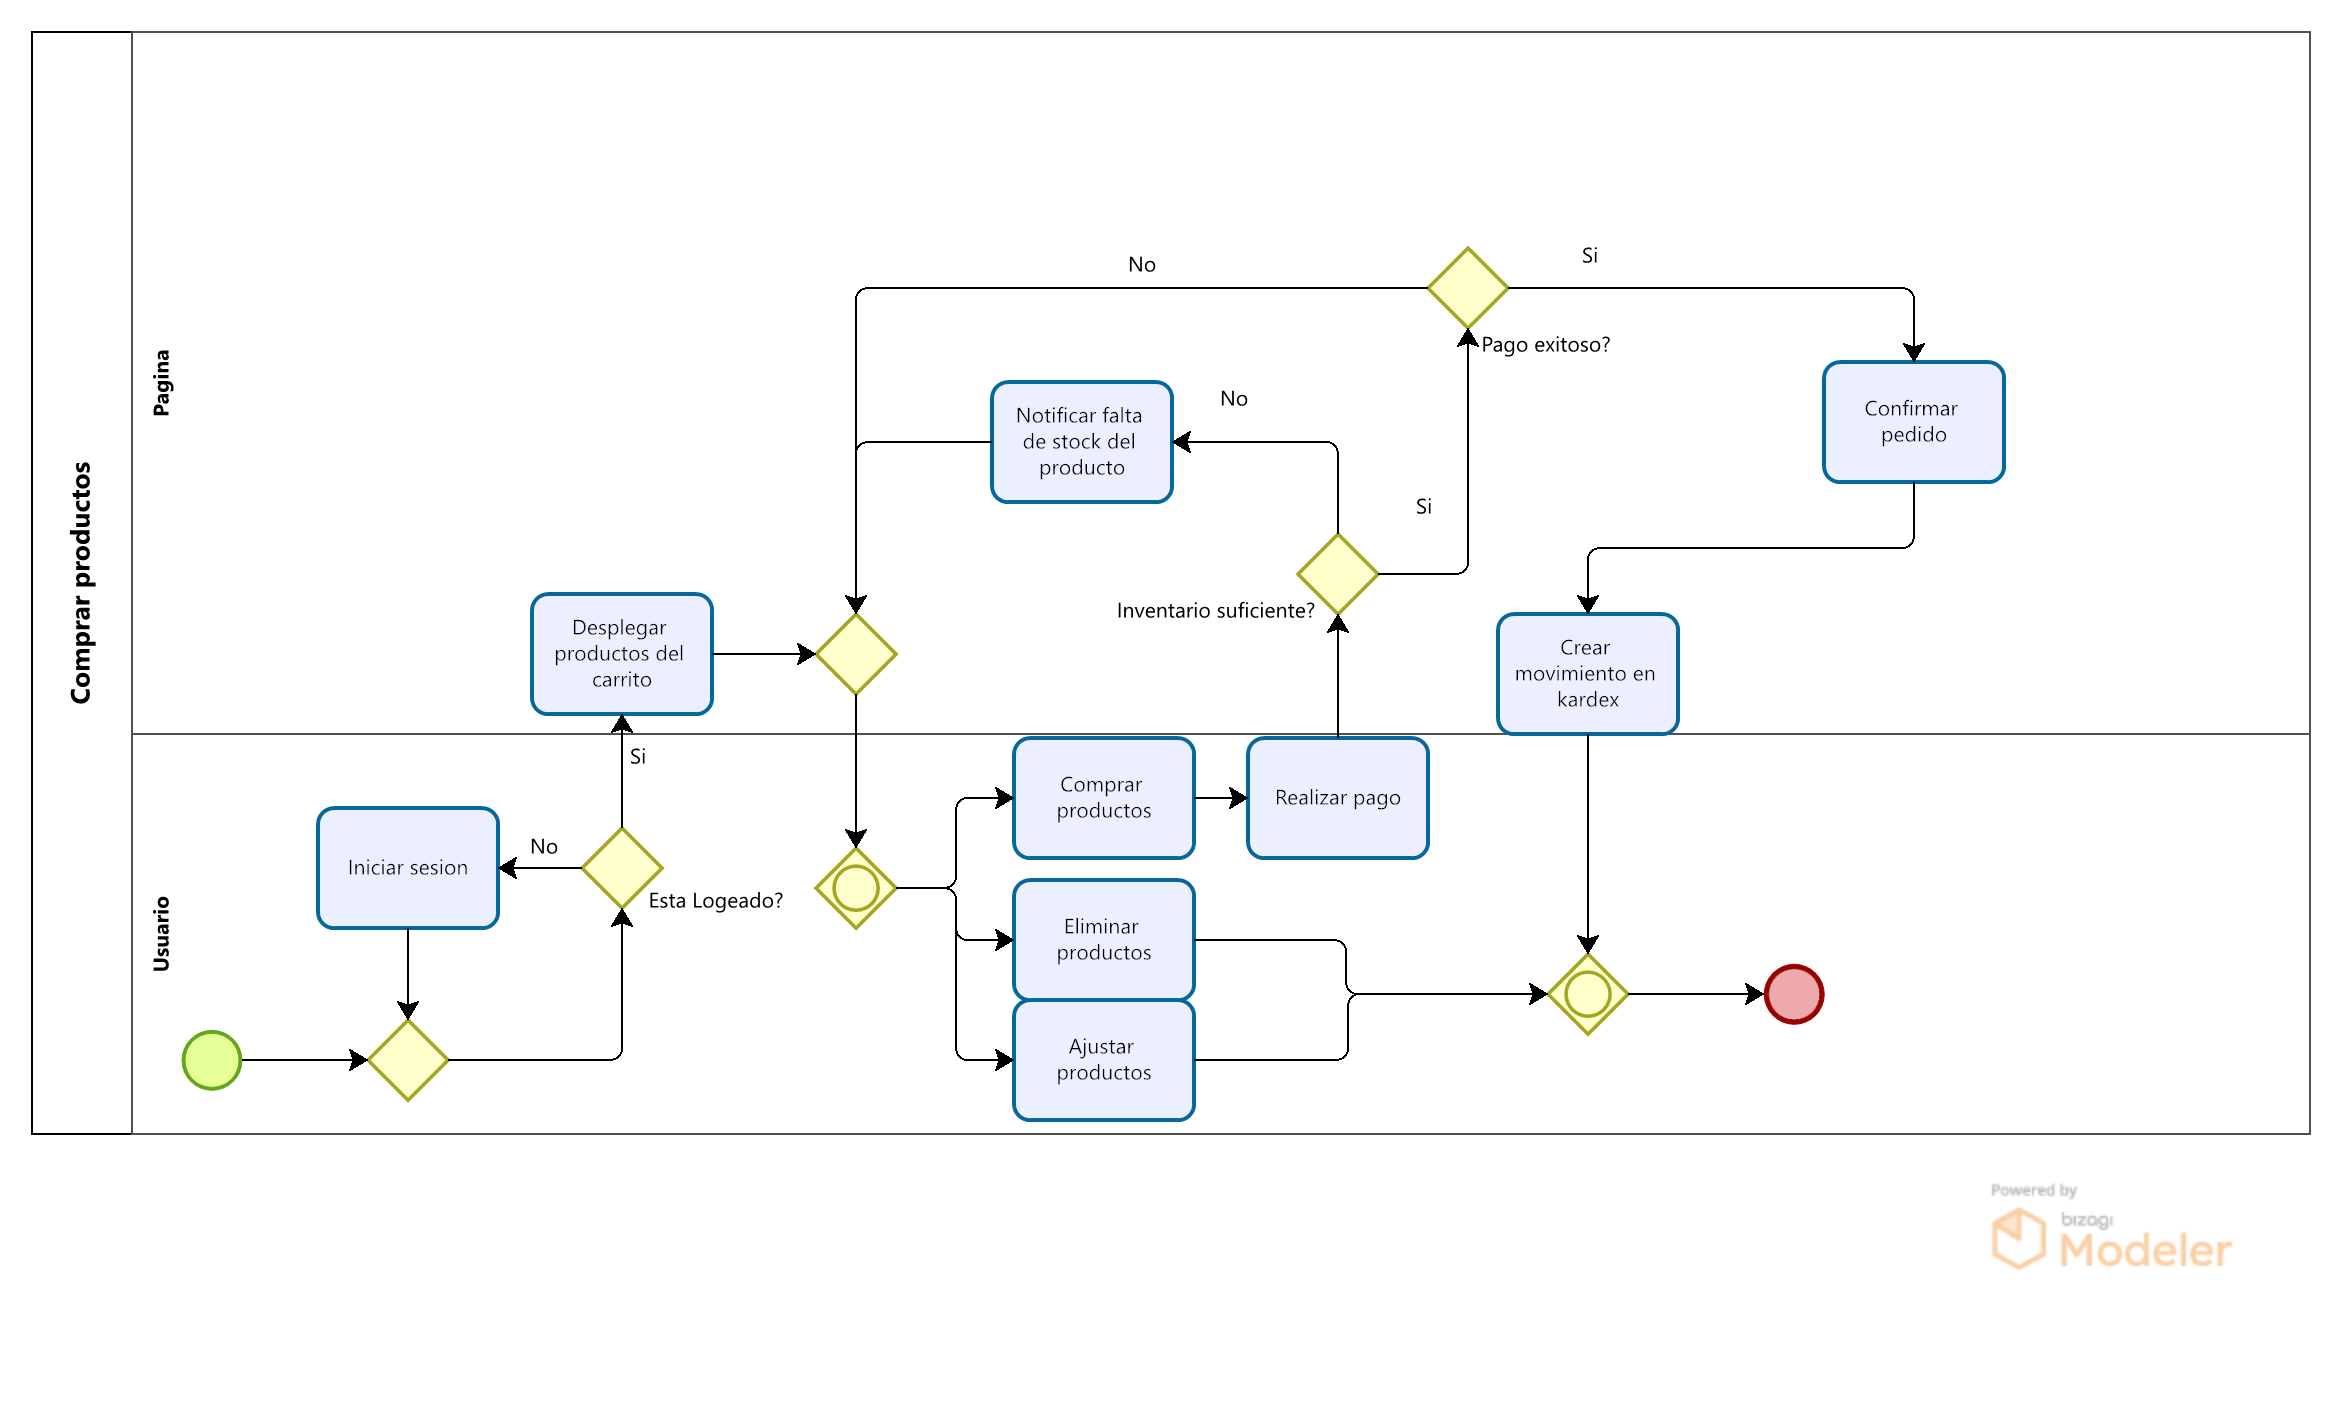 Comprar productos
Pagina
Usuario
No
Si
Pago exitoso?
Notificar falta
de stock del
producto
No
Confirmar
pedido
Si
Inventario suficiente?
Desplegar
productos del
carrito
Crear
movimiento en
kardex
Si
Comprar
productos
Realizar pago
No
Iniciar sesion
Esta Logeado?
Eliminar
productos
Ajustar
productos
Powered by
bizagi
Modeler